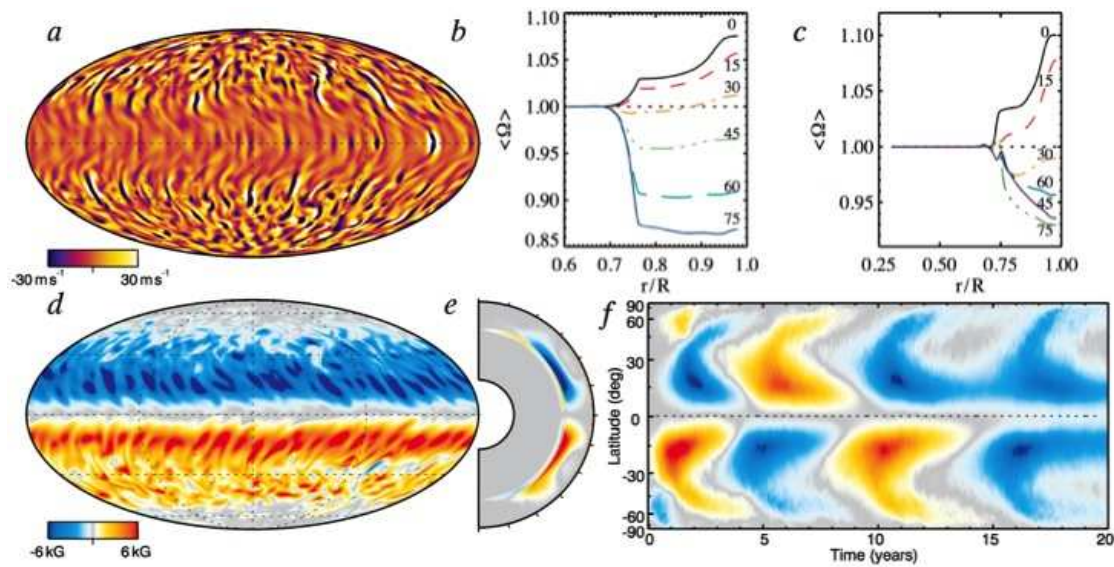 a
-30 ms⁻¹ 30 ms⁻¹
b
<Ω>
1.10
1.05
1.00
0.95
0.90
0.85
0
15
30
45
60
75
0.6 0.7 0.8 0.9 1.0
r/R
c
<Ω>
1.10
1.05
1.00
0.95
0
15
30
45
60
75
0.25 0.50 0.75 1.00
r/R
d
-6 kG 6 kG
e
f
Latitude (deg)
90
60
30
0
-30
-60
-90
0 5 10 15 20
Time (years)